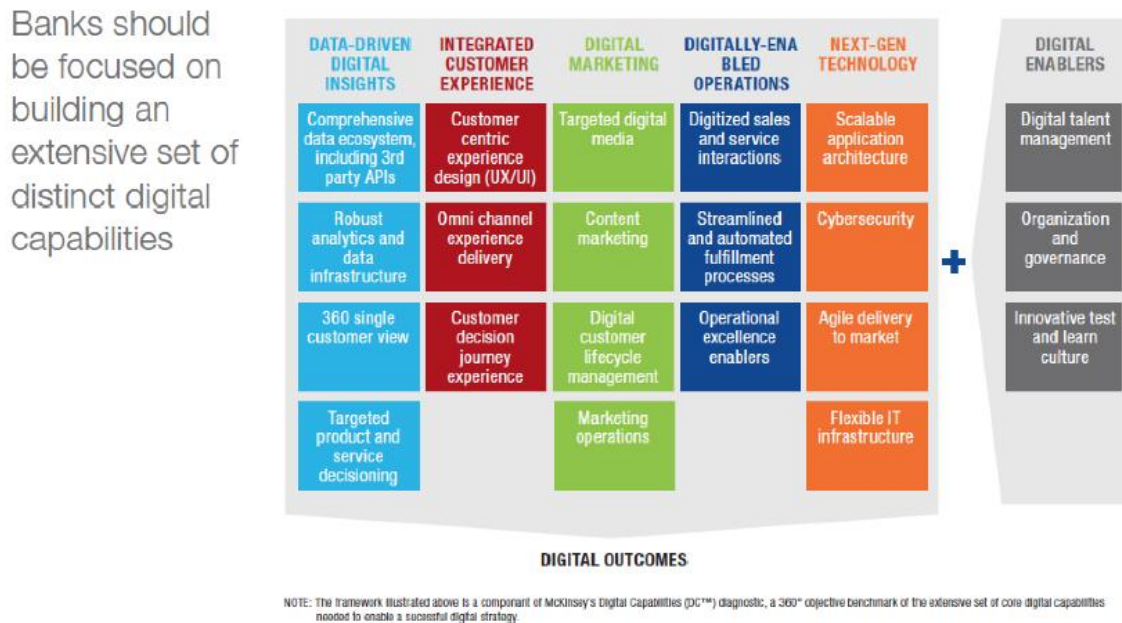 Banks should
be focused on
building an
extensive set of
distinct digital
capabilities
DATA-DRIVEN
DIGITAL
INSIGHTS
Comprehensive
data ecosystem,
including 3rd
party APIs
Robust
analytics and
data
infrastructure
360 single
customer view
Targeted
product and
service
decisioning
INTEGRATED
CUSTOMER
EXPERIENCE
Customer
centric
experience
design (UX/UI)
Omni channel
experience
delivery
Customer
decision
journey
experience
DIGITAL
MARKETING
Targeted digital
media
Content
marketing
Digital
customer
lifecycle
management
Marketing
operations
DIGITALLY-ENA
BLED
OPERATIONS
Digitized sales
and service
interactions
Streamlined
and automated
fulfillment
processes
Operational
excellence
enablers
NEXT-GEN
TECHNOLOGY
Scalable
application
architecture
Cybersecurity
Agile delivery
to market
Flexible IT
infrastructure
+
DIGITAL
ENABLERS
Digital talent
management
Organization
and
governance
Innovative test
and learn
culture
DIGITAL OUTCOMES
NOTE: The framework illustrated above is a componant of McKinsey's Digital Capabilities (DC™) diagnostic, a 360° objective benchmark of the extensive set of core digital capabilities
needed to enable a sucessful digital strategy.